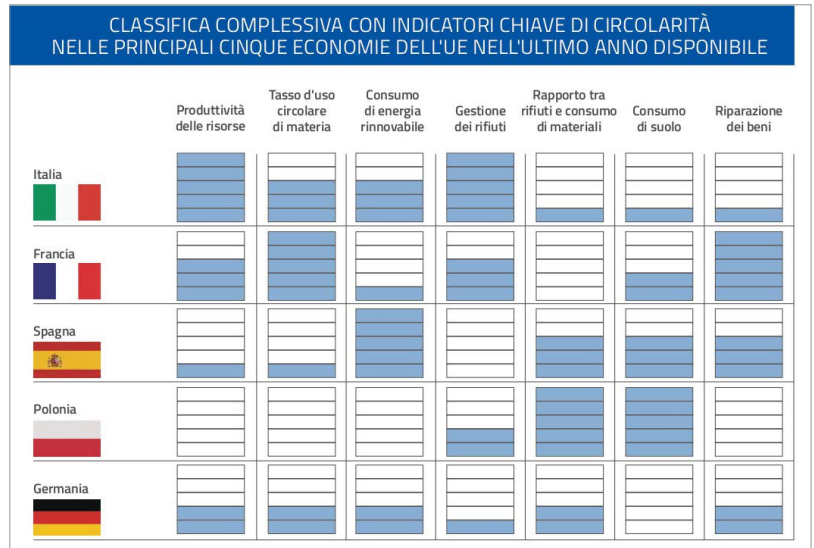 CLASSIFICA COMPLESSIVA CON INDICATORI CHIAVE DI CIRCOLARITÀ
NELLE PRINCIPALI CINQUE ECONOMIE DELL'UE NELL'ULTIMO ANNO DISPONIBILE
Produttività
delle risorse
Tasso d'uso
circolare
di materia
Consumo
di energia
rinnovabile
Gestione
dei rifiuti
Rapporto tra
rifiuti e consumo
di materiali
Consumo
di suolo
Riparazione
dei beni
Italia
Francia
Spagna
Polonia
Germania